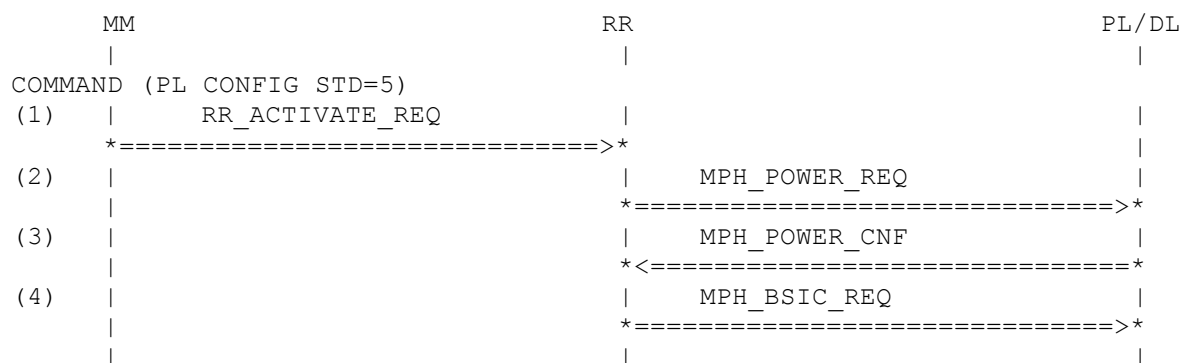 MM RR PL/DL
| | |
COMMAND (PL CONFIG STD=5)
(1) | RR_ACTIVATE_REQ | |
*==============================>* |
(2) | | MPH_POWER_REQ |
| *==============================>*
(3) | | MPH_POWER_CNF |
| *<==============================*
(4) | | MPH_BSIC_REQ |
| *==============================>*
| | |